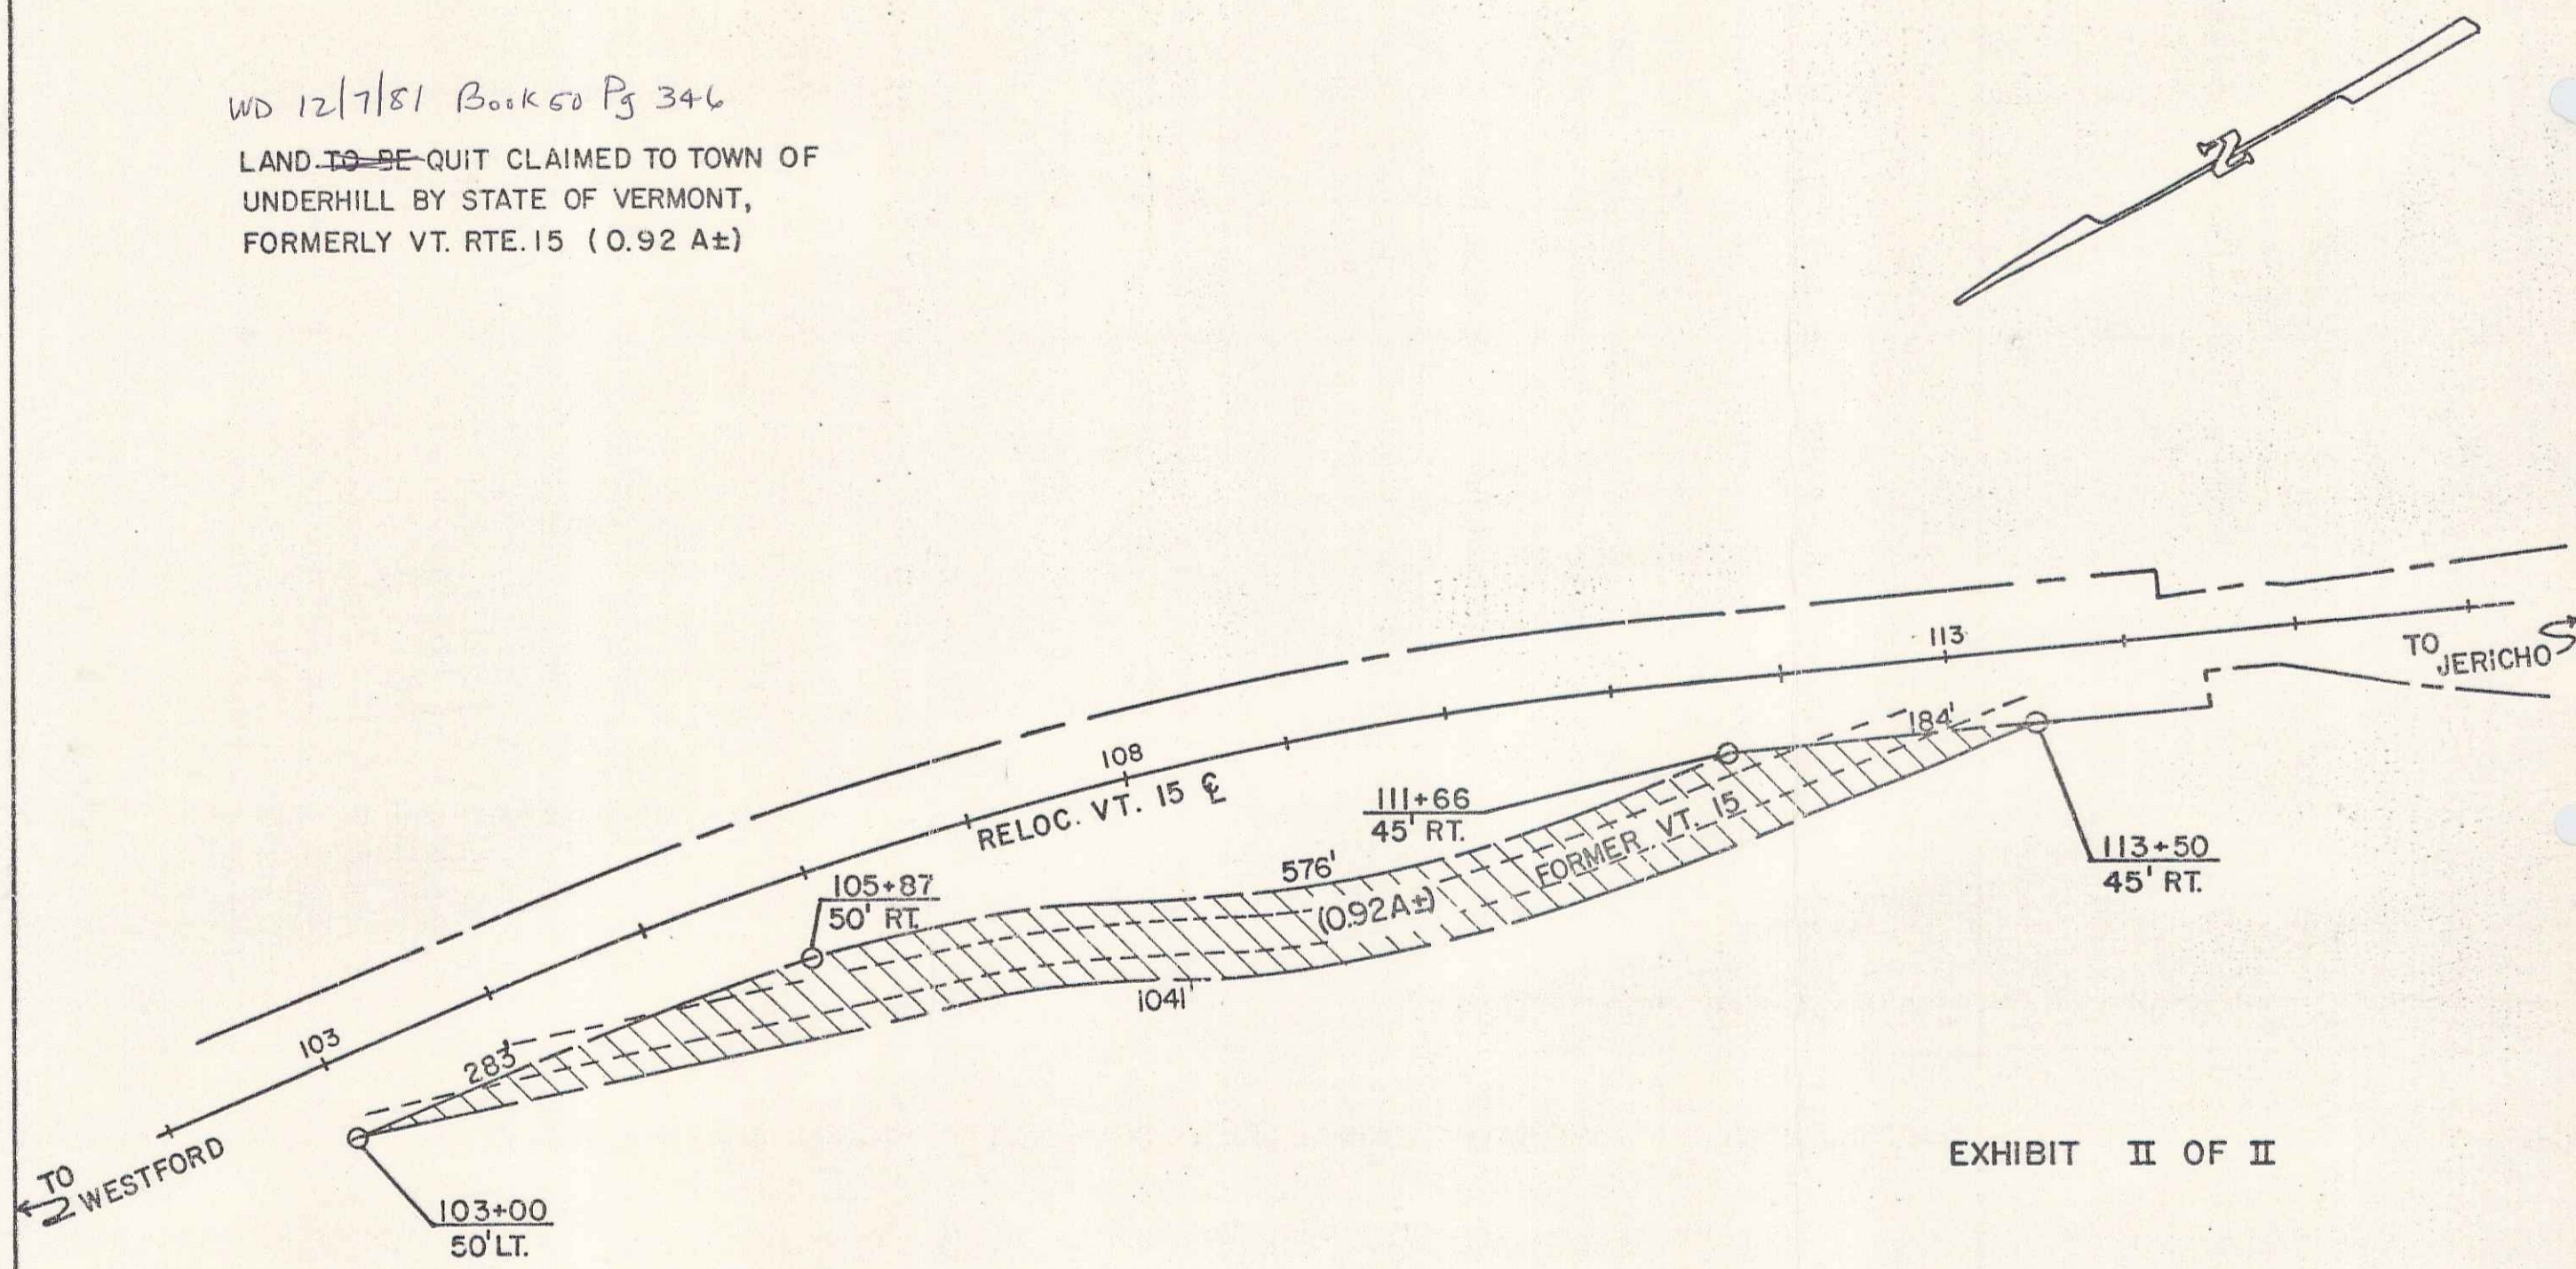 WD 12/7/81 Book 50 Pg 346
LAND TO BE QUIT CLAIMED TO TOWN OF
UNDERHILL BY STATE OF VERMONT,
FORMERLY VT. RTE. 15 (0.92 A±)
N
113
TO
JERICHO
184'
108
RELOC. VT. 15 ℄
111+66
45' RT.
FORMER VT. 15
113+50
45' RT.
576'
(0.92A±)
105+87
50' RT.
1041'
103
283'
TO
WESTFORD
103+00
50' LT.
EXHIBIT II OF II